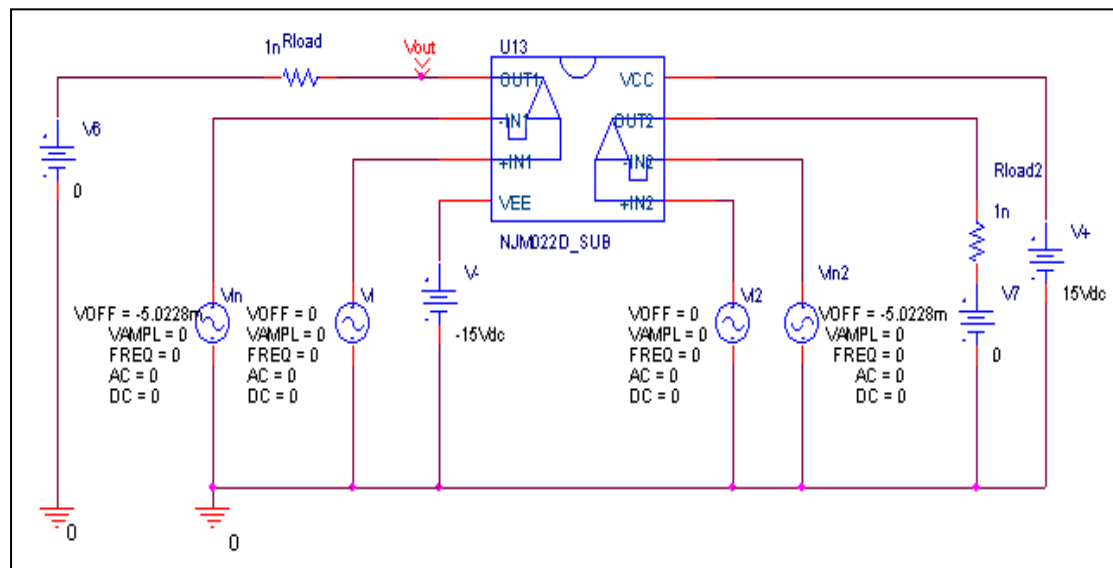 1n Rload
Vout
U13
OUT1
-IN1
+IN1
VEE
VCC
OUT2
-IN2
+IN2
NJM022D_SUB
V6
0
Rload2
1n
V+
15Vdc
V7
0
V-
-15Vdc
Vin
VOFF = -5.0228m
VAMPL = 0
FREQ = 0
AC = 0
DC = 0
VI
VOFF = 0
VAMPL = 0
FREQ = 0
AC = 0
DC = 0
VI2
VOFF = 0
VAMPL = 0
FREQ = 0
AC = 0
DC = 0
Vin2
VOFF = -5.0228m
VAMPL = 0
FREQ = 0
AC = 0
DC = 0
0
0